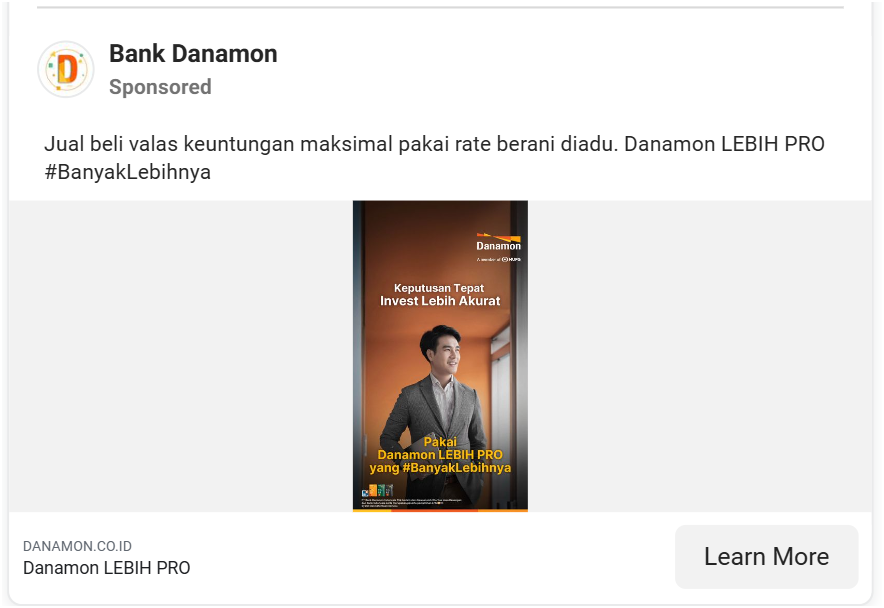 Bank Danamon
Sponsored
Jual beli valas keuntungan maksimal pakai rate berani diadu. Danamon LEBIH PRO
#BanyakLebihnya
Danamon
A member of MUFG
Keputusan Tepat
Invest Lebih Akurat
Pakai
Danamon LEBIH PRO
yang #BanyakLebihnya
DANAMON.CO.ID
Danamon LEBIH PRO
Learn More